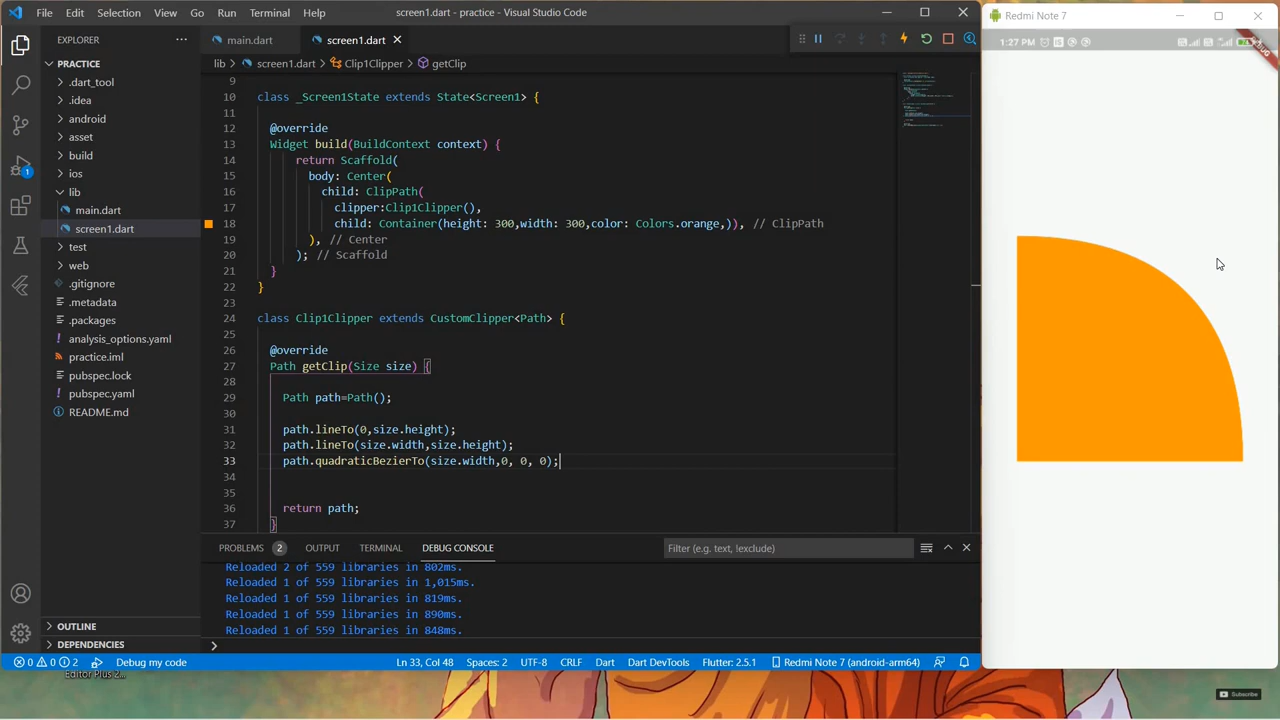 File Edit Selection View Go Run Terminal Help
screen1.dart - practice - Visual Studio Code
Redmi Note 7
EXPLORER
main.dart
screen1.dart
1:27 PM
PRACTICE
lib > screen1.dart > Clip1Clipper > getClip
.dart_tool
.idea
android
asset
build
ios
lib
main.dart
screen1.dart
test
web
.gitignore
.metadata
.packages
analysis_options.yaml
practice.iml
pubspec.lock
pubspec.yaml
README.md
OUTLINE
DEPENDENCIES
1
9
10 class _Screen1State extends State<Screen1> {
11
12 @override
13 Widget build(BuildContext context) {
14 return Scaffold(
15 body: Center(
16 child: ClipPath(
17 clipper:Clip1Clipper(),
18 child: Container(height: 300,width: 300,color: Colors.orange,)), // ClipPath
19 ), // Center
20 ); // Scaffold
21 }
22 }
23
24 class Clip1Clipper extends CustomClipper<Path> {
25
26 @override
27 Path getClip(Size size) {
28
29 Path path=Path();
30
31 path.lineTo(0,size.height);
32 path.lineTo(size.width,size.height);
33 path.quadraticBezierTo(size.width,0, 0, 0);
34
35
36 return path;
37 }
PROBLEMS 2 OUTPUT TERMINAL DEBUG CONSOLE
Filter (e.g. text, !exclude)
Reloaded 2 of 559 libraries in 802ms.
Reloaded 1 of 559 libraries in 1,015ms.
Reloaded 1 of 559 libraries in 819ms.
Reloaded 1 of 559 libraries in 890ms.
Reloaded 1 of 559 libraries in 848ms.
0 0 2 Debug my code
Ln 33, Col 48 Spaces: 2 UTF-8 CRLF Dart Dart DevTools Flutter: 2.5.1 Redmi Note 7 (android-arm64)
Editor Plus 2...
Subscribe